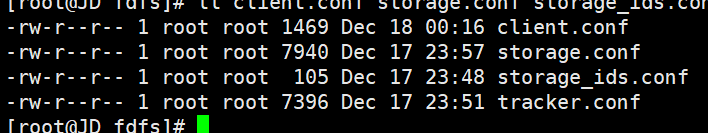 [root@JD fdfs]# ll client.conf storage.conf storage_ids.con
-rw-r--r-- 1 root root 1469 Dec 18 00:16 client.conf
-rw-r--r-- 1 root root 7940 Dec 17 23:57 storage.conf
-rw-r--r-- 1 root root  105 Dec 17 23:48 storage_ids.conf
-rw-r--r-- 1 root root 7396 Dec 17 23:51 tracker.conf
[root@JD fdfs]#